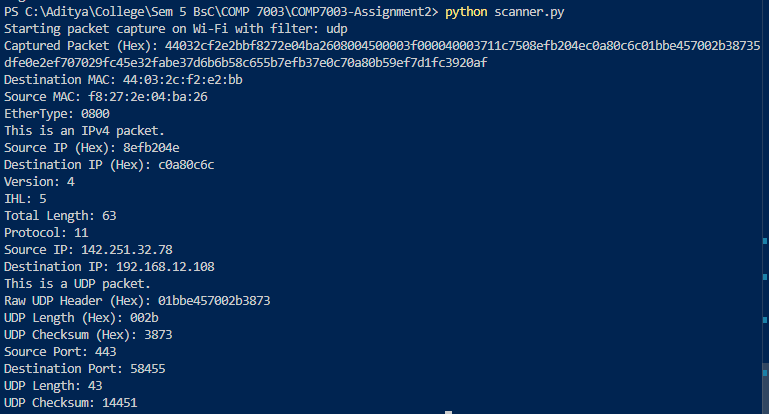 PS C:\Aditya\College\Sem 5 BsC\COMP 7003\COMP7003-Assignment2> python scanner.py
Starting packet capture on Wi-Fi with filter: udp
Captured Packet (Hex): 44032cf2e2bbf8272e04ba2608004500003f000040003711c7508efb204ec0a80c6c01bbe457002b38735
dfe0e2ef707029fc45e32fabe37d6b6b58c655b7efb37e0c70a80b59ef7d1fc3920af
Destination MAC: 44:03:2c:f2:e2:bb
Source MAC: f8:27:2e:04:ba:26
EtherType: 0800
This is an IPv4 packet.
Source IP (Hex): 8efb204e
Destination IP (Hex): c0a80c6c
Version: 4
IHL: 5
Total Length: 63
Protocol: 11
Source IP: 142.251.32.78
Destination IP: 192.168.12.108
This is a UDP packet.
Raw UDP Header (Hex): 01bbe457002b3873
UDP Length (Hex): 002b
UDP Checksum (Hex): 3873
Source Port: 443
Destination Port: 58455
UDP Length: 43
UDP Checksum: 14451